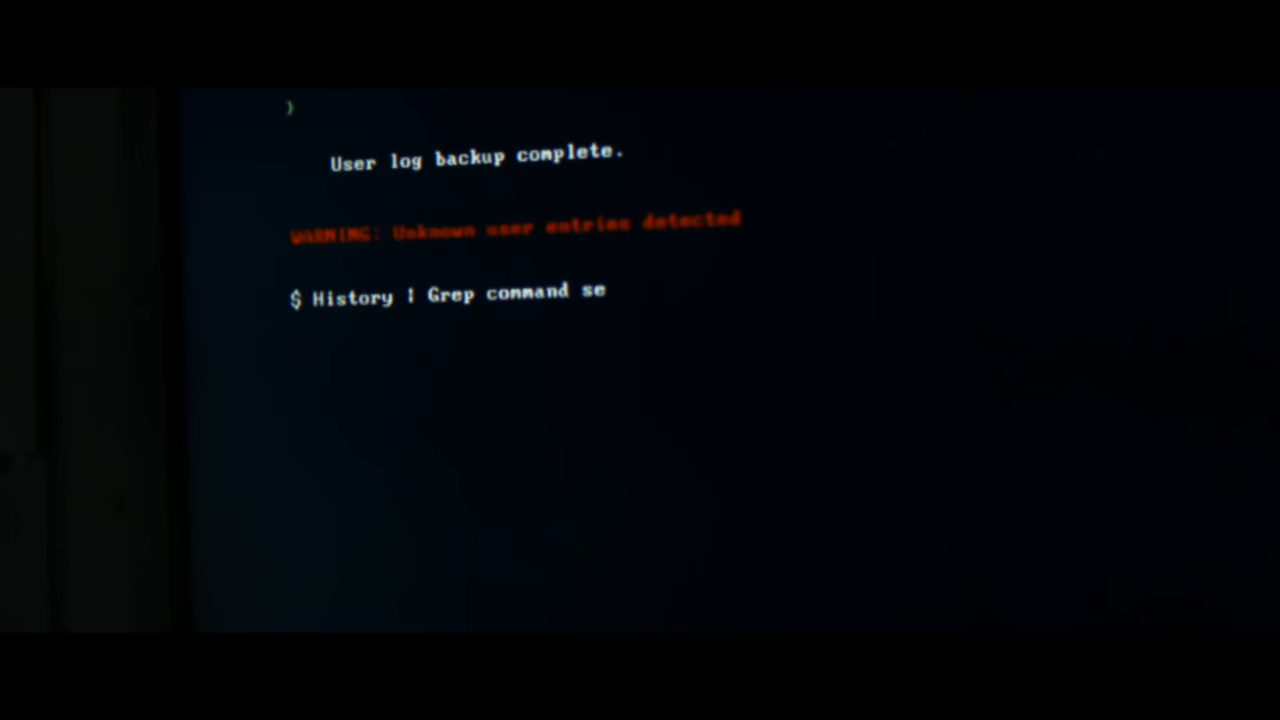 }
User log backup complete.
WARNING: Unknown user entries detected
$ History | Grep command se